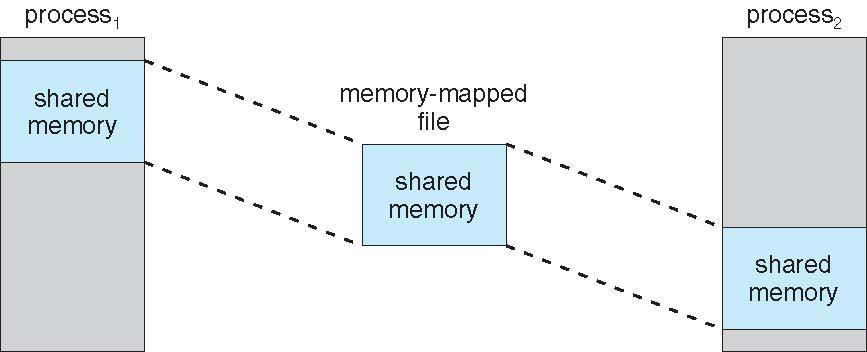 process₁
shared
memory
memory-mapped
file
shared
memory
process₂
shared
memory